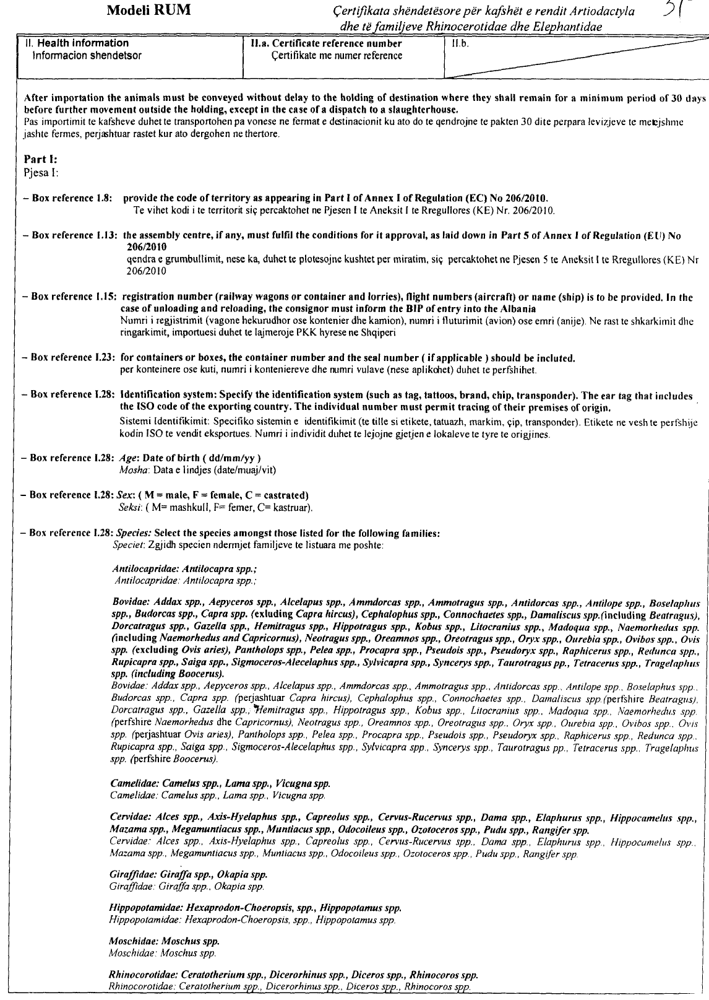 Modeli RUM
Çertifikata shëndetësore për kafshët e rendit Artiodactyla
dhe të familjeve Rhinocerotidae dhe Elephantidae
II. Health information
Informacion shendetsor
II.a. Certificate reference number
Çertifikate me numer reference
II.b.
After importation the animals must be conveyed without delay to the holding of destination where they shall remain for a minimum period of 30 days
before further movement outside the holding, except in the case of a dispatch to a slaughterhouse.
Pas importimit te kafsheve duhet te transportohen pa vonese ne fermat e destinacionit ku ato do te qendrojne te pakten 30 dite perpara levizjeve te metejshme
jashte fermes, perjashtuar rastet kur ato dergohen ne thertore.
Part I:
Pjesa I:
– Box reference I.8: provide the code of territory as appearing in Part I of Annex I of Regulation (EC) No 206/2010.
Te vihet kodi i te territorit siç percaktohet ne Pjesen I te Aneksit I te Rregullores (KE) Nr. 206/2010.
– Box reference I.13: the assembly centre, if any, must fulfil the conditions for it approval, as laid down in Part 5 of Annex I of Regulation (EU) No
206/2010
qendra e grumbullimit, nese ka, duhet te plotesojne kushtet per miratim, siç percaktohet ne Pjesen 5 te Aneksit I te Rregullores (KE) Nr
206/2010
– Box reference I.15: registration number (railway wagons or container and lorries), flight numbers (aircraft) or name (ship) is to be provided. In the
case of unloading and reloading, the consignor must inform the BIP of entry into the Albania
Numri i regjistrimit (vagone hekurudhor ose kontenier dhe kamion), numri i fluturimit (avion) ose emri (anije). Ne rast te shkarkimit dhe
ringarkimit, importuesi duhet te lajmeroje PKK hyrese ne Shqiperi
– Box reference I.23: for containers or boxes, the container number and the seal number ( if applicable ) should be incluted.
per konteinere ose kuti, numri i konteniereve dhe numri vulave (nese aplikohet) duhet te perfshihet.
– Box reference I.28: Identification system: Specify the identification system (such as tag, tattoos, brand, chip, transponder). The ear tag that includes
the ISO code of the exporting country. The individual number must permit tracing of their premises of origin.
Sistemi Identifikimit: Specifiko sistemin e identifikimit (te tille si etikete, tatuazh, markim, çip, transponder). Etikete ne vesh te perfshije
kodin ISO te vendit eksportues. Numri i individit duhet te lejojne gjetjen e lokaleve te tyre te origjines.
– Box reference I.28: Age: Date of birth ( dd/mm/yy )
Mosha: Data e lindjes (date/muaj/vit)
– Box reference I.28: Sex: ( M = male, F = female, C = castrated)
Seksi: ( M= mashkull, F= femer, C= kastruar).
– Box reference I.28: Species: Select the species amongst those listed for the following families:
Speciet: Zgjidh specien ndermjet familjeve te listuara me poshte:
Antilocapridae: Antilocapra spp.;
Antilocapridae: Antilocapra spp.;
Bovidae: Addax spp., Aepyceros spp., Alcelapus spp., Ammdorcas spp., Ammotragus spp., Antidorcas spp., Antilope spp., Boselaphus
spp., Budorcas spp., Capra spp. (exluding Capra hircus), Cephalophus spp., Connochaetes spp., Damaliscus spp.(including Beatragus),
Dorcatragus spp., Gazella spp., Hemitragus spp., Hippotragus spp., Kobus spp., Litocranius spp., Madoqua spp., Naemorhedus spp.
(including Naemorhedus and Capricornus), Neotragus spp., Oreamnos spp., Oreotragus spp., Oryx spp., Ourebia spp., Ovibos spp., Ovis
spp. (excluding Ovis aries), Pantholops spp., Pelea spp., Procapra spp., Pseudois spp., Pseudoryx spp., Raphicerus spp., Redunca spp.,
Rupicapra spp., Saiga spp., Sigmoceros-Alecelaphus spp., Sylvicapra spp., Syncerys spp., Taurotragus pp., Tetracerus spp., Tragelaphus
spp. (including Boocerus).
Bovidae: Addax spp., Aepyceros spp., Alcelapus spp., Ammdorcas spp., Ammotragus spp., Antidorcas spp., Antilope spp., Boselaphus spp.,
Budorcas spp., Capra spp. (perjashtuar Capra hircus), Cephalophus spp., Connochaetes spp., Damaliscus spp.(perfshire Beatragus),
Dorcatragus spp., Gazella spp., Hemitragus spp., Hippotragus spp., Kobus spp., Litocranius spp., Madoqua spp., Naemorhedus spp.
(perfshire Naemorhedus dhe Capricornus), Neotragus spp., Oreamnos spp., Oreotragus spp., Oryx spp., Ourebia spp., Ovibos spp., Ovis
spp. (perjashtuar Ovis aries), Pantholops spp., Pelea spp., Procapra spp., Pseudois spp., Pseudoryx spp., Raphicerus spp., Redunca spp.,
Rupicapra spp., Saiga spp., Sigmoceros-Alecelaphus spp., Sylvicapra spp., Syncerys spp., Taurotragus pp., Tetracerus spp., Tragelaphus
spp. (perfshire Boocerus).
Camelidae: Camelus spp., Lama spp., Vicugna spp.
Camelidae: Camelus spp., Lama spp., Vicugna spp.
Cervidae: Alces spp., Axis-Hyelaphus spp., Capreolus spp., Cervus-Rucervus spp., Dama spp., Elaphurus spp., Hippocamelus spp.,
Mazama spp., Megamuntiacus spp., Muntiacus spp., Odocoileus spp., Ozotoceros spp., Pudu spp., Rangifer spp.
Cervidae: Alces spp., Axis-Hyelaphus spp., Capreolus spp., Cervus-Rucervus spp., Dama spp., Elaphurus spp., Hippocamelus spp.,
Mazama spp., Megamuntiacus spp., Muntiacus spp., Odocoileus spp., Ozotoceros spp., Pudu spp., Rangifer spp.
Giraffidae: Giraffa spp., Okapia spp.
Giraffidae: Giraffa spp., Okapia spp.
Hippopotamidae: Hexaprodon-Choeropsis, spp., Hippopotamus spp.
Hippopotamidae: Hexaprodon-Choeropsis, spp., Hippopotamus spp.
Moschidae: Moschus spp.
Moschidae: Moschus spp.
Rhinocorotidae: Ceratotherium spp., Dicerorhinus spp., Diceros spp., Rhinocoros spp.
Rhinocorotidae: Ceratotherium spp., Dicerorhinus spp., Diceros spp., Rhinocoros spp.